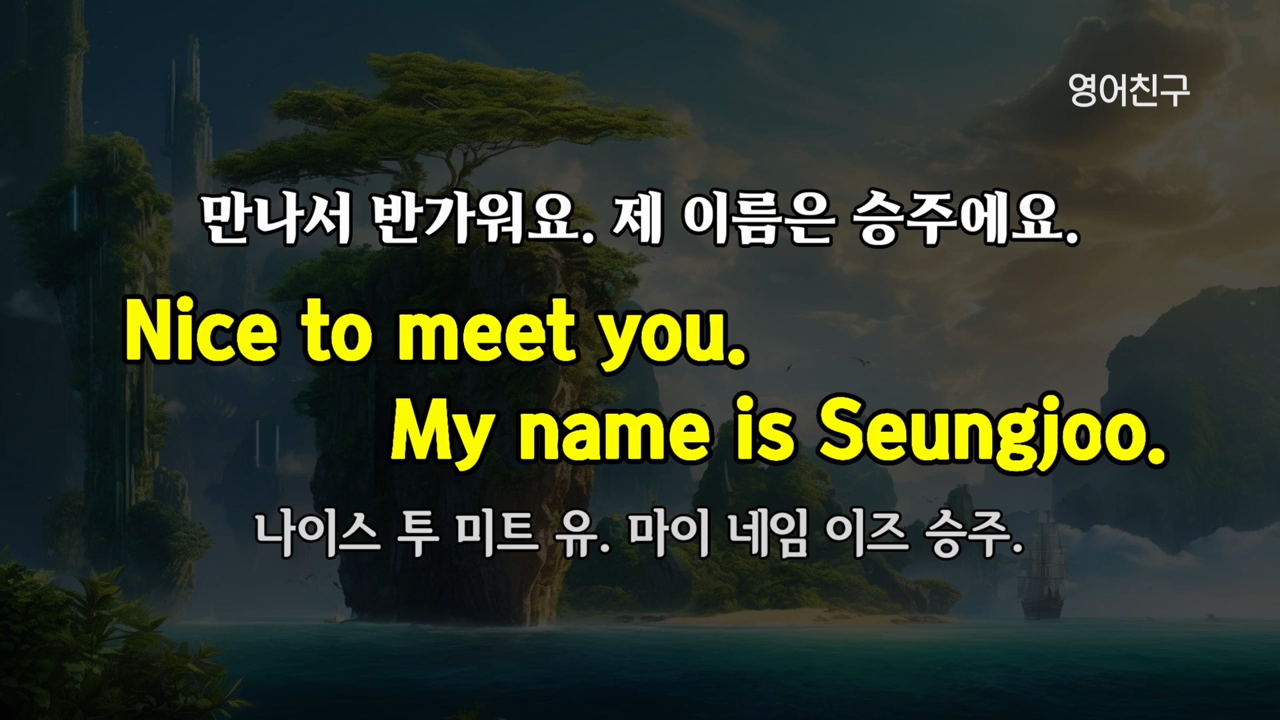 영어친구
만나서 반가워요. 제 이름은 승주에요.
Nice to meet you.
My name is Seungjoo.
나이스 투 미트 유. 마이 네임 이즈 승주.